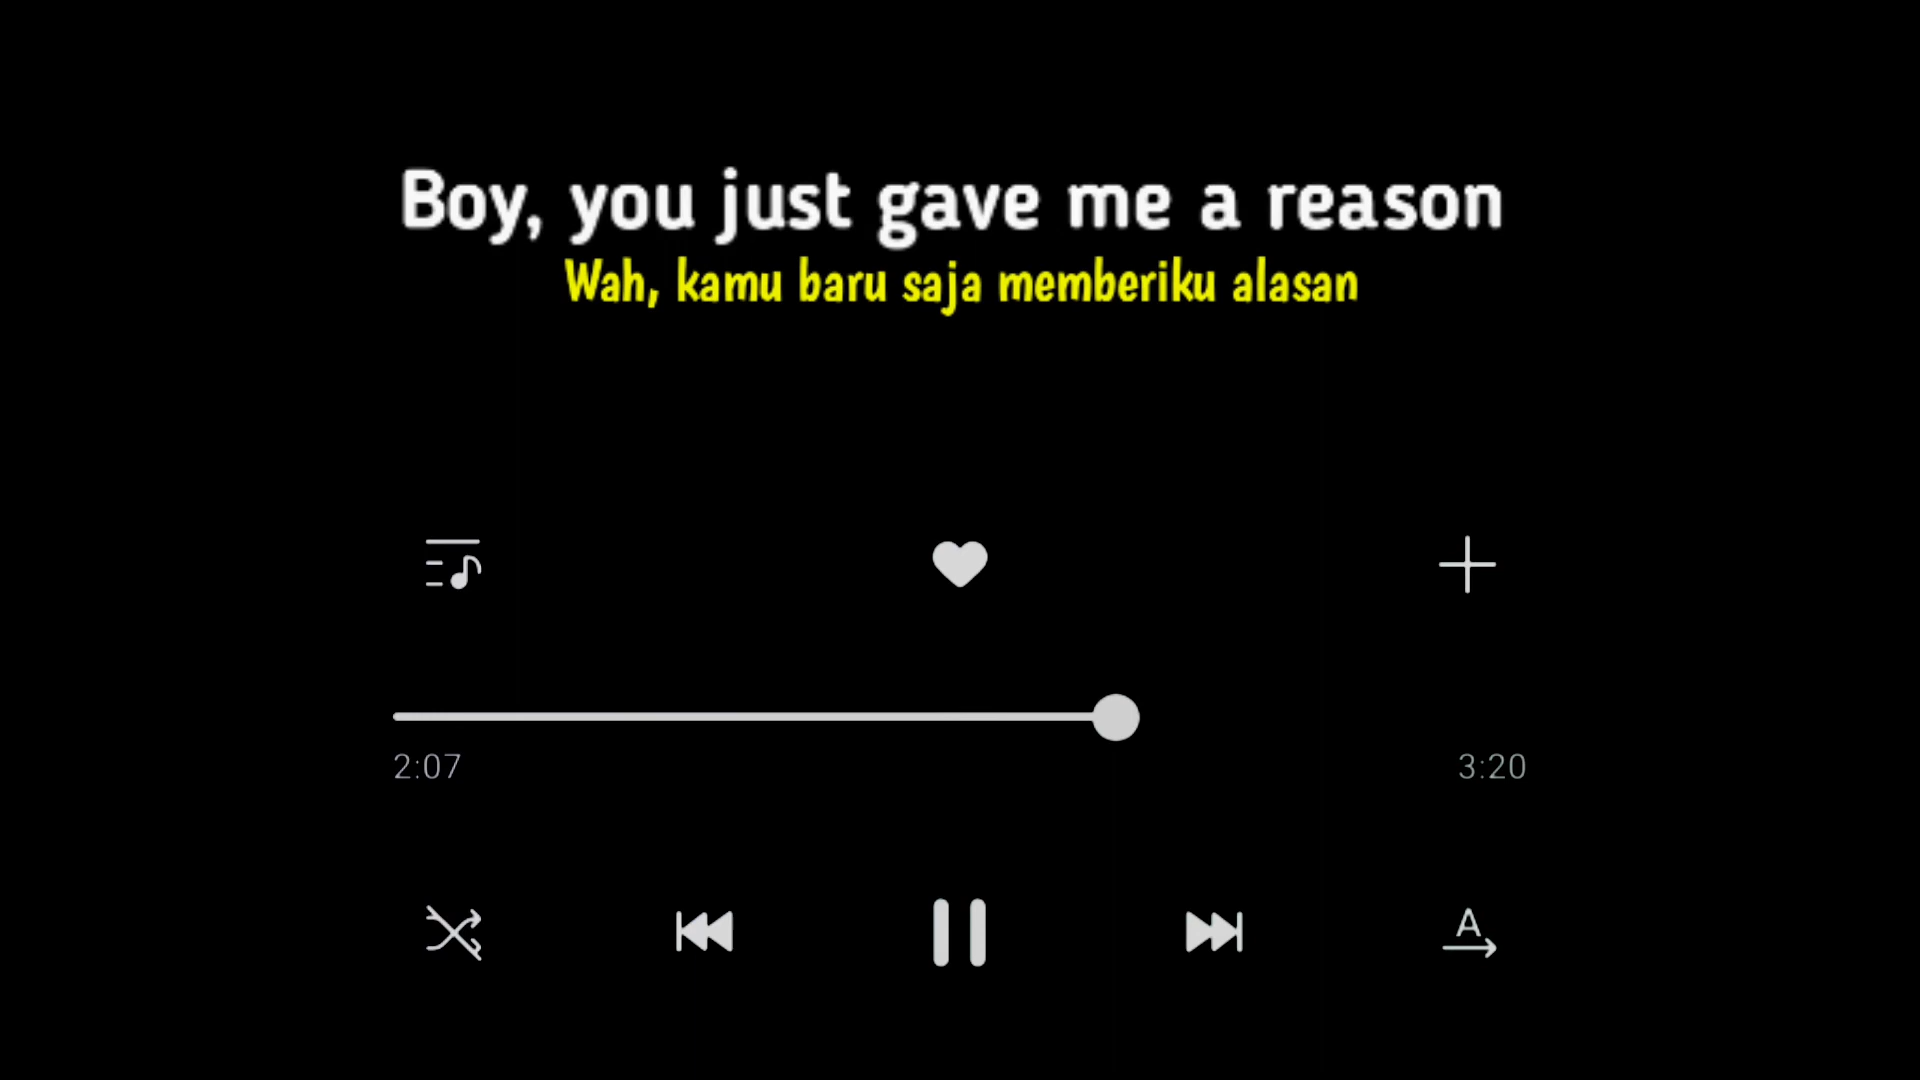 Boy, you just gave me a reason
Wah, kamu baru saja memberiku alasan
2:07
3:20
A